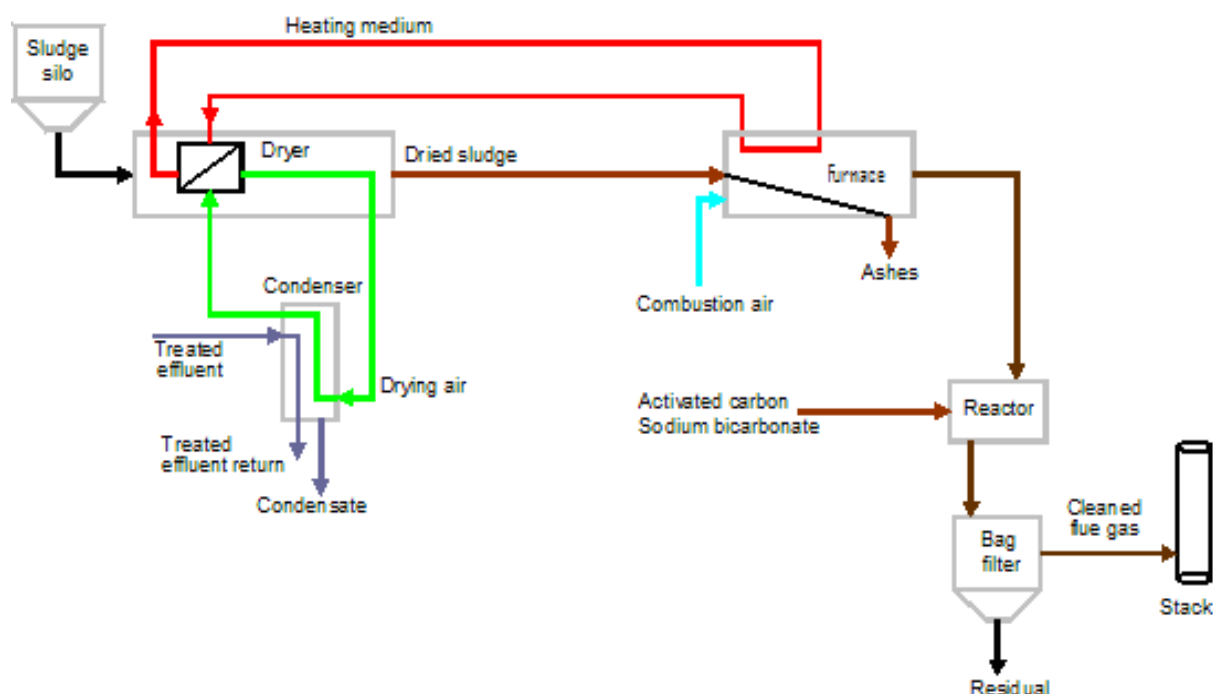 Heating medium
Sludge
silo
Dryer
Dried sludge
Furnace
Ashes
Condenser
Combustion air
Treated
effluent
Drying air
Activated carbon
Sodium bicarbonate
Reactor
Treated
effluent return
Condensate
Cleaned
flue gas
Bag
filter
Stack
Residual